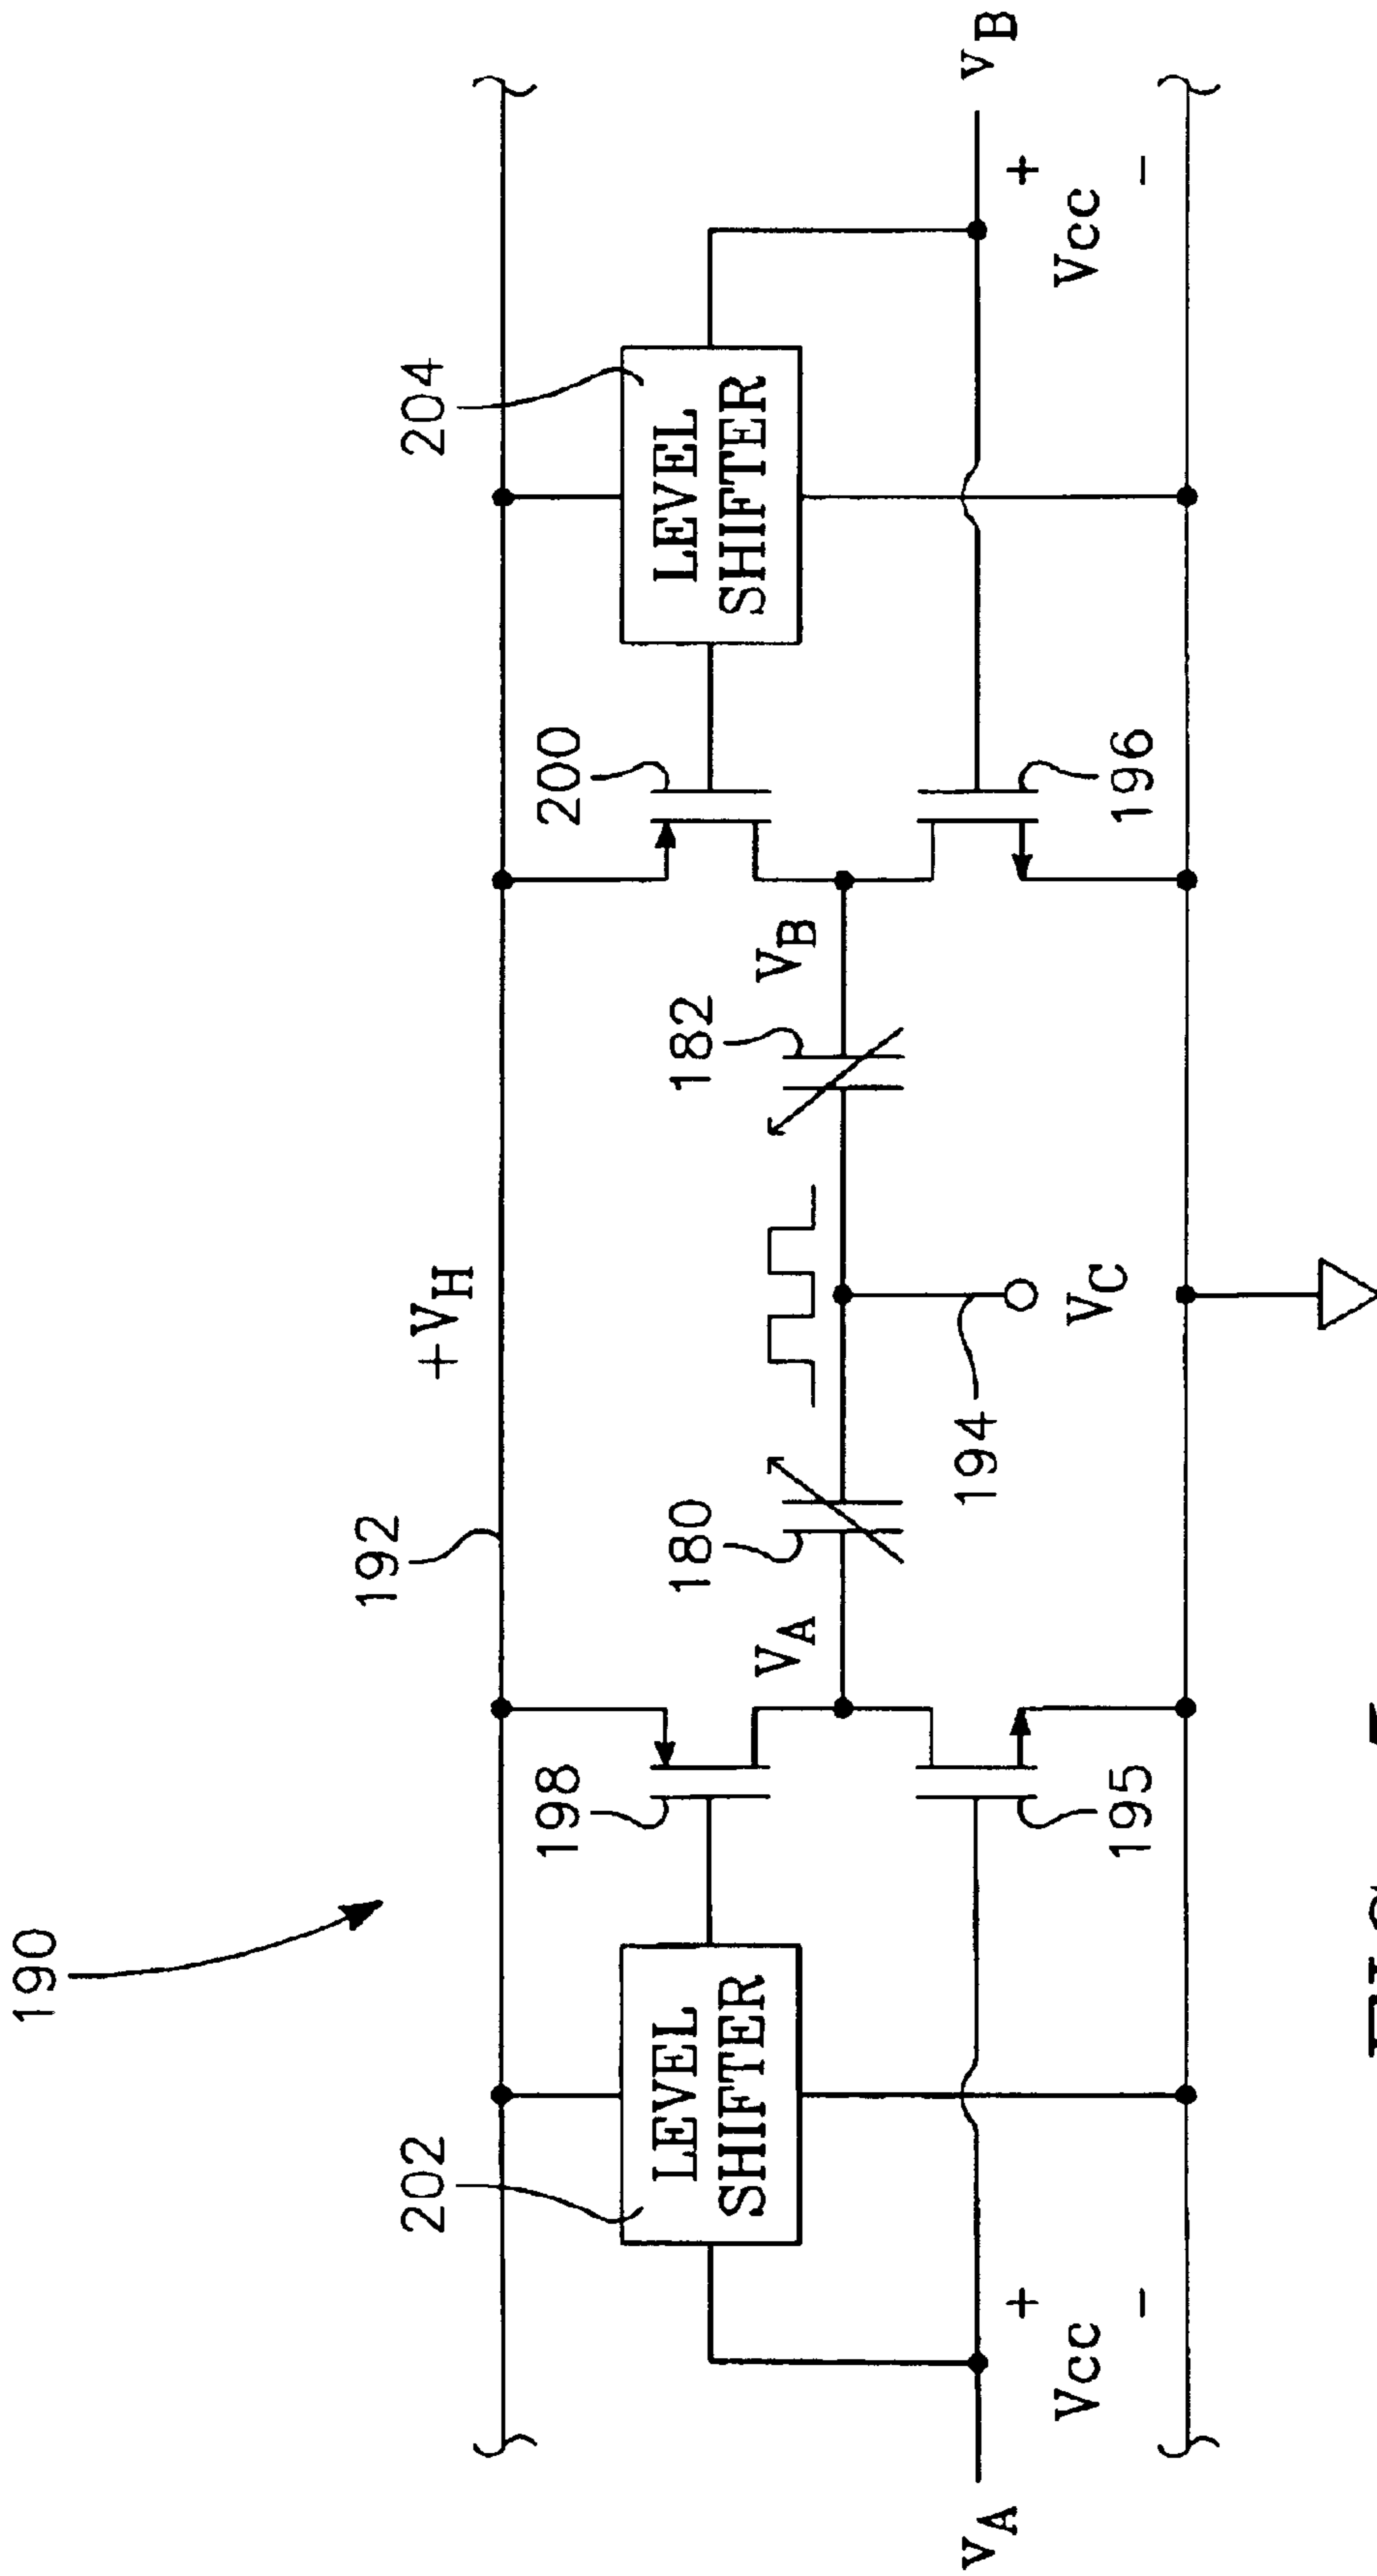 190
192
202
+V_H
204
198
200
LEVEL
SHIFTER
180
182
LEVEL
SHIFTER
V_A
V_B
v_A
194
v_B
+
Vcc
−
V_C
+
Vcc
−
195
196